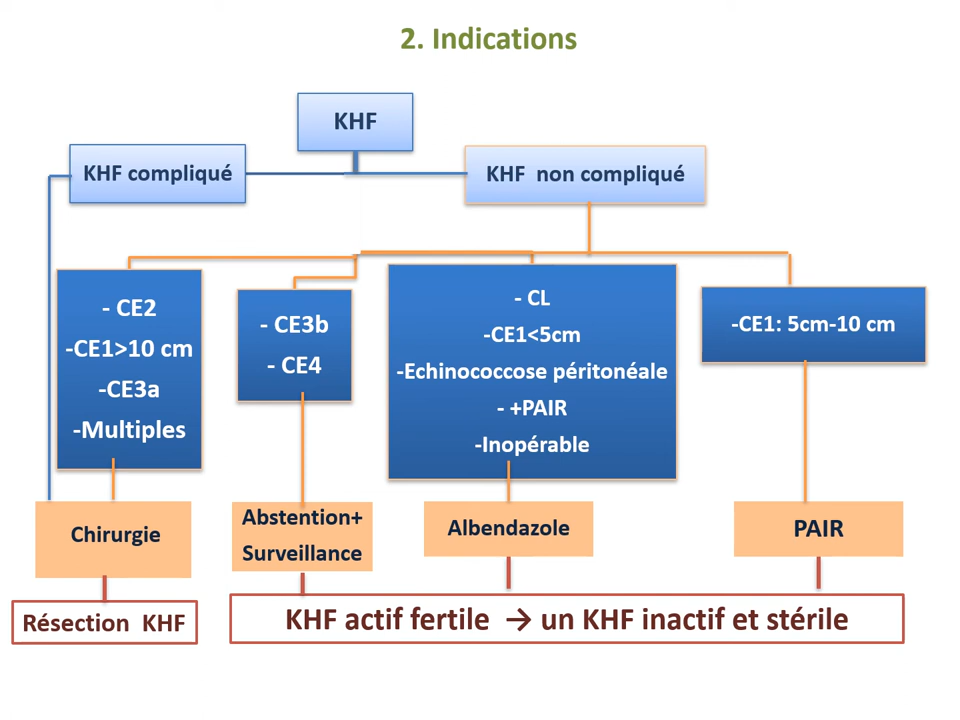 2. Indications
KHF
KHF compliqué
KHF non compliqué
- CE2
-CE1>10 cm
-CE3a
-Multiples
- CE3b
- CE4
- CL
-CE1<5cm
-Echinococcose péritonéale
- +PAIR
-Inopérable
-CE1: 5cm-10 cm
Chirurgie
Abstention+
Surveillance
Albendazole
PAIR
Résection KHF
KHF actif fertile → un KHF inactif et stérile